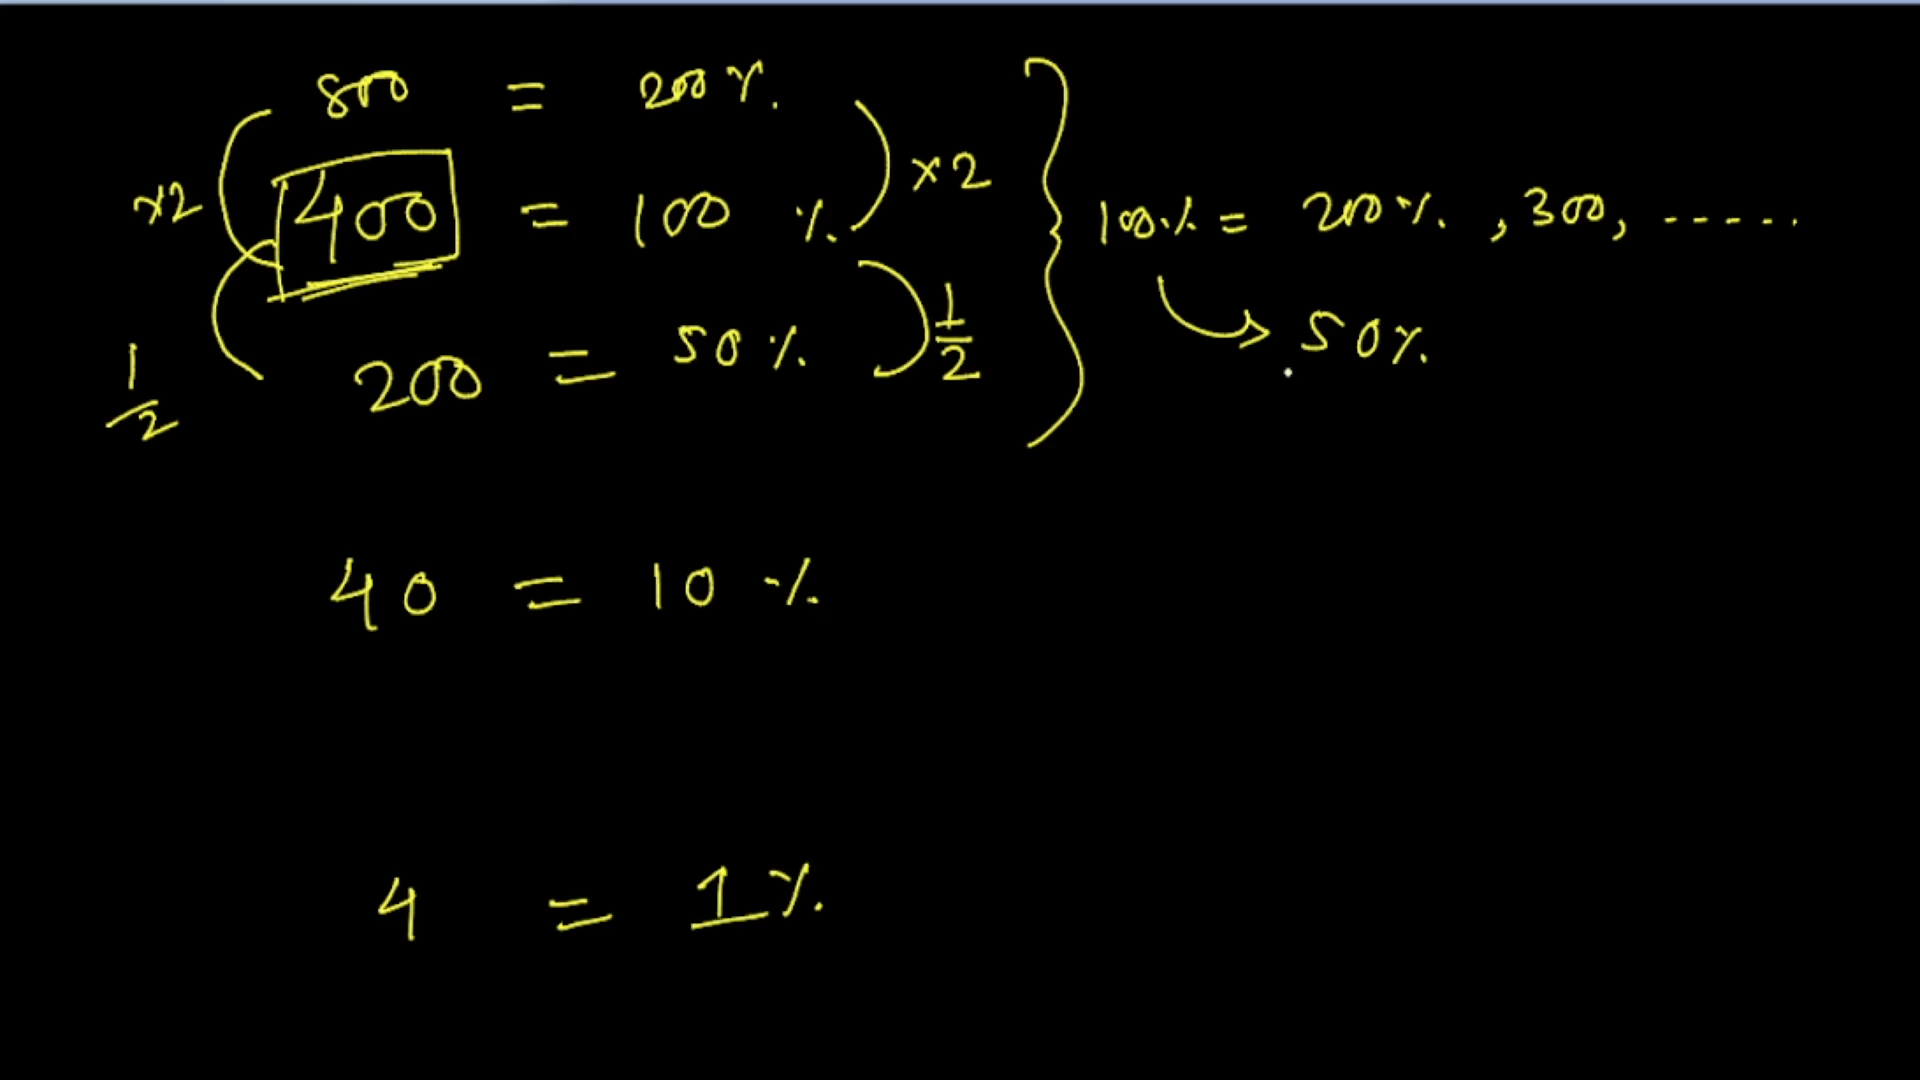 800 = 200%
×2 400 = 100 % ×2
1/2 200 = 50 % 1/2
100% = 200% , 300, -----
50%
40 = 10 %
4 = 1%